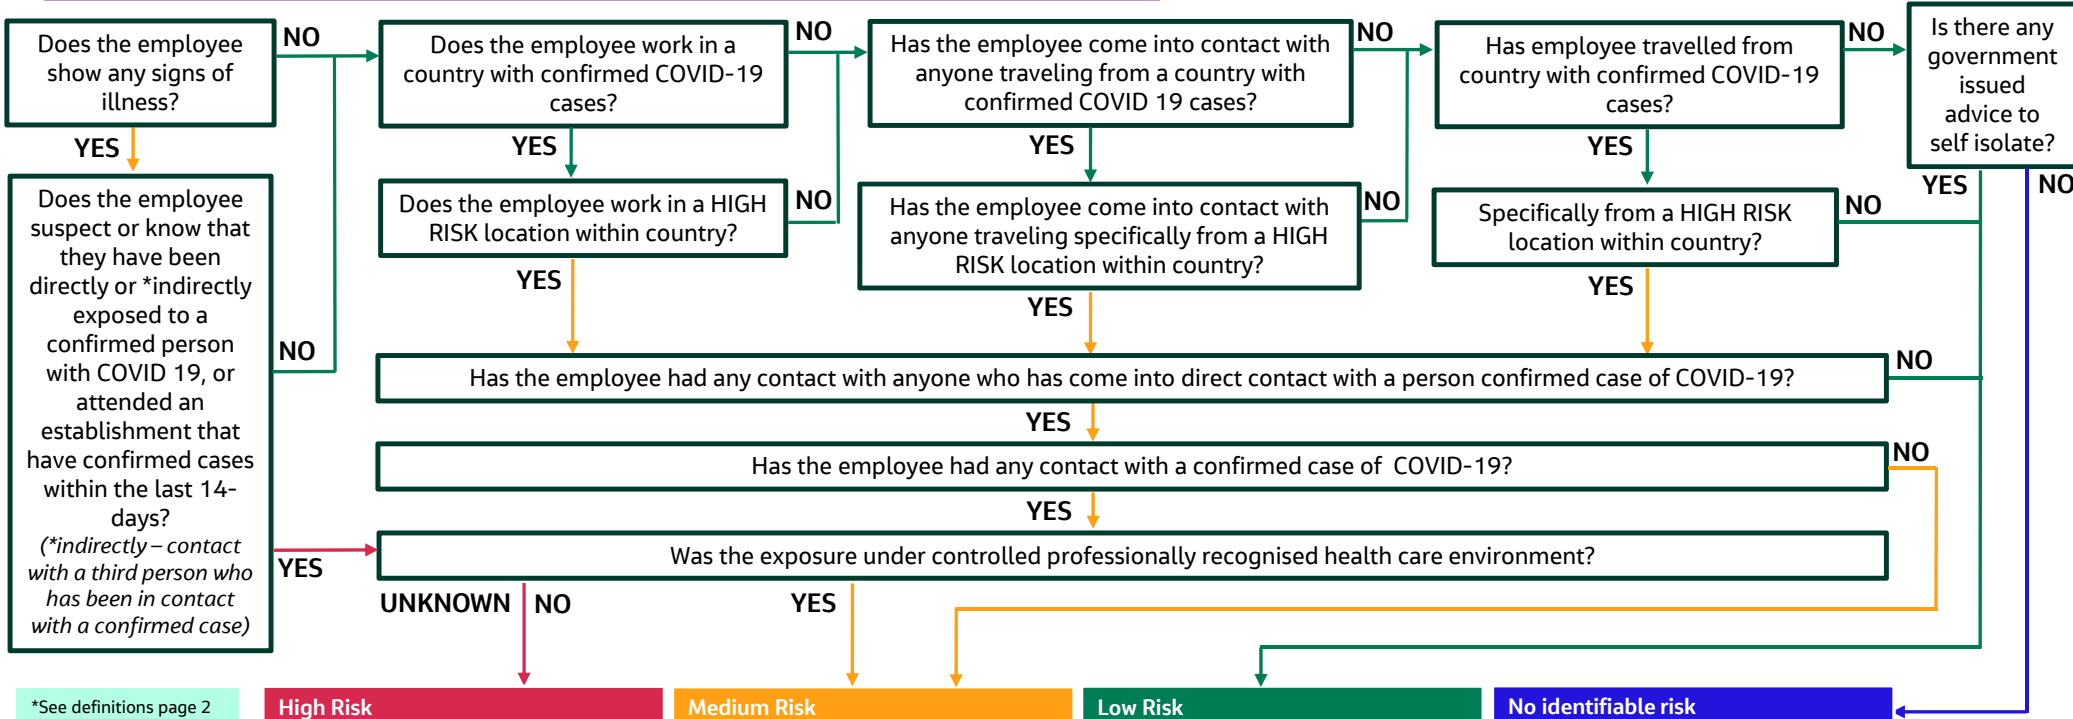 Does the employee
show any signs of
illness?
NO
YES
Does the employee
suspect or know that
they have been
directly or *indirectly
exposed to a
confirmed person
with COVID 19, or
attended an
establishment that
have confirmed cases
within the last 14-
days?
(*indirectly – contact
with a third person who
has been in contact
with a confirmed case)
NO
YES
Does the employee work in a
country with confirmed COVID-19
cases?
NO
YES
Does the employee work in a HIGH
RISK location within country?
NO
YES
Has the employee come into contact with
anyone traveling from a country with
confirmed COVID 19 cases?
NO
YES
Has the employee come into contact with
anyone traveling specifically from a HIGH
RISK location within country?
NO
YES
Has employee travelled from
country with confirmed COVID-19
cases?
NO
YES
Specifically from a HIGH RISK
location within country?
NO
YES
Is there any
government
issued
advice to
self isolate?
YES
NO
Has the employee had any contact with anyone who has come into direct contact with a person confirmed case of COVID-19?
NO
YES
Has the employee had any contact with a confirmed case of COVID-19?
NO
YES
Was the exposure under controlled professionally recognised health care environment?
UNKNOWN
NO
YES
*See definitions page 2
High Risk
Medium Risk
Low Risk
No identifiable risk